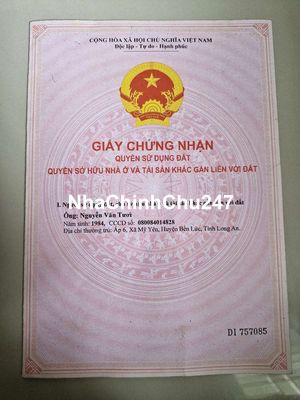 CỘNG HÒA XÃ HỘI CHỦ NGHĨA VIỆT NAM
Độc lập - Tự do - Hạnh phúc
GIẤY CHỨNG NHẬN
QUYỀN SỬ DỤNG ĐẤT
QUYỀN SỞ HỮU NHÀ Ở VÀ TÀI SẢN KHÁC GẮN LIỀN VỚI ĐẤT
NhaChinhChu247
Ông: Nguyễn Văn Tươi
Năm sinh: 1984, CCCD số: 080084014828
Địa chỉ thường trú: Ấp 6, Xã Mỹ Yên, Huyện Bến Lức, Tỉnh Long An.
DI 757085